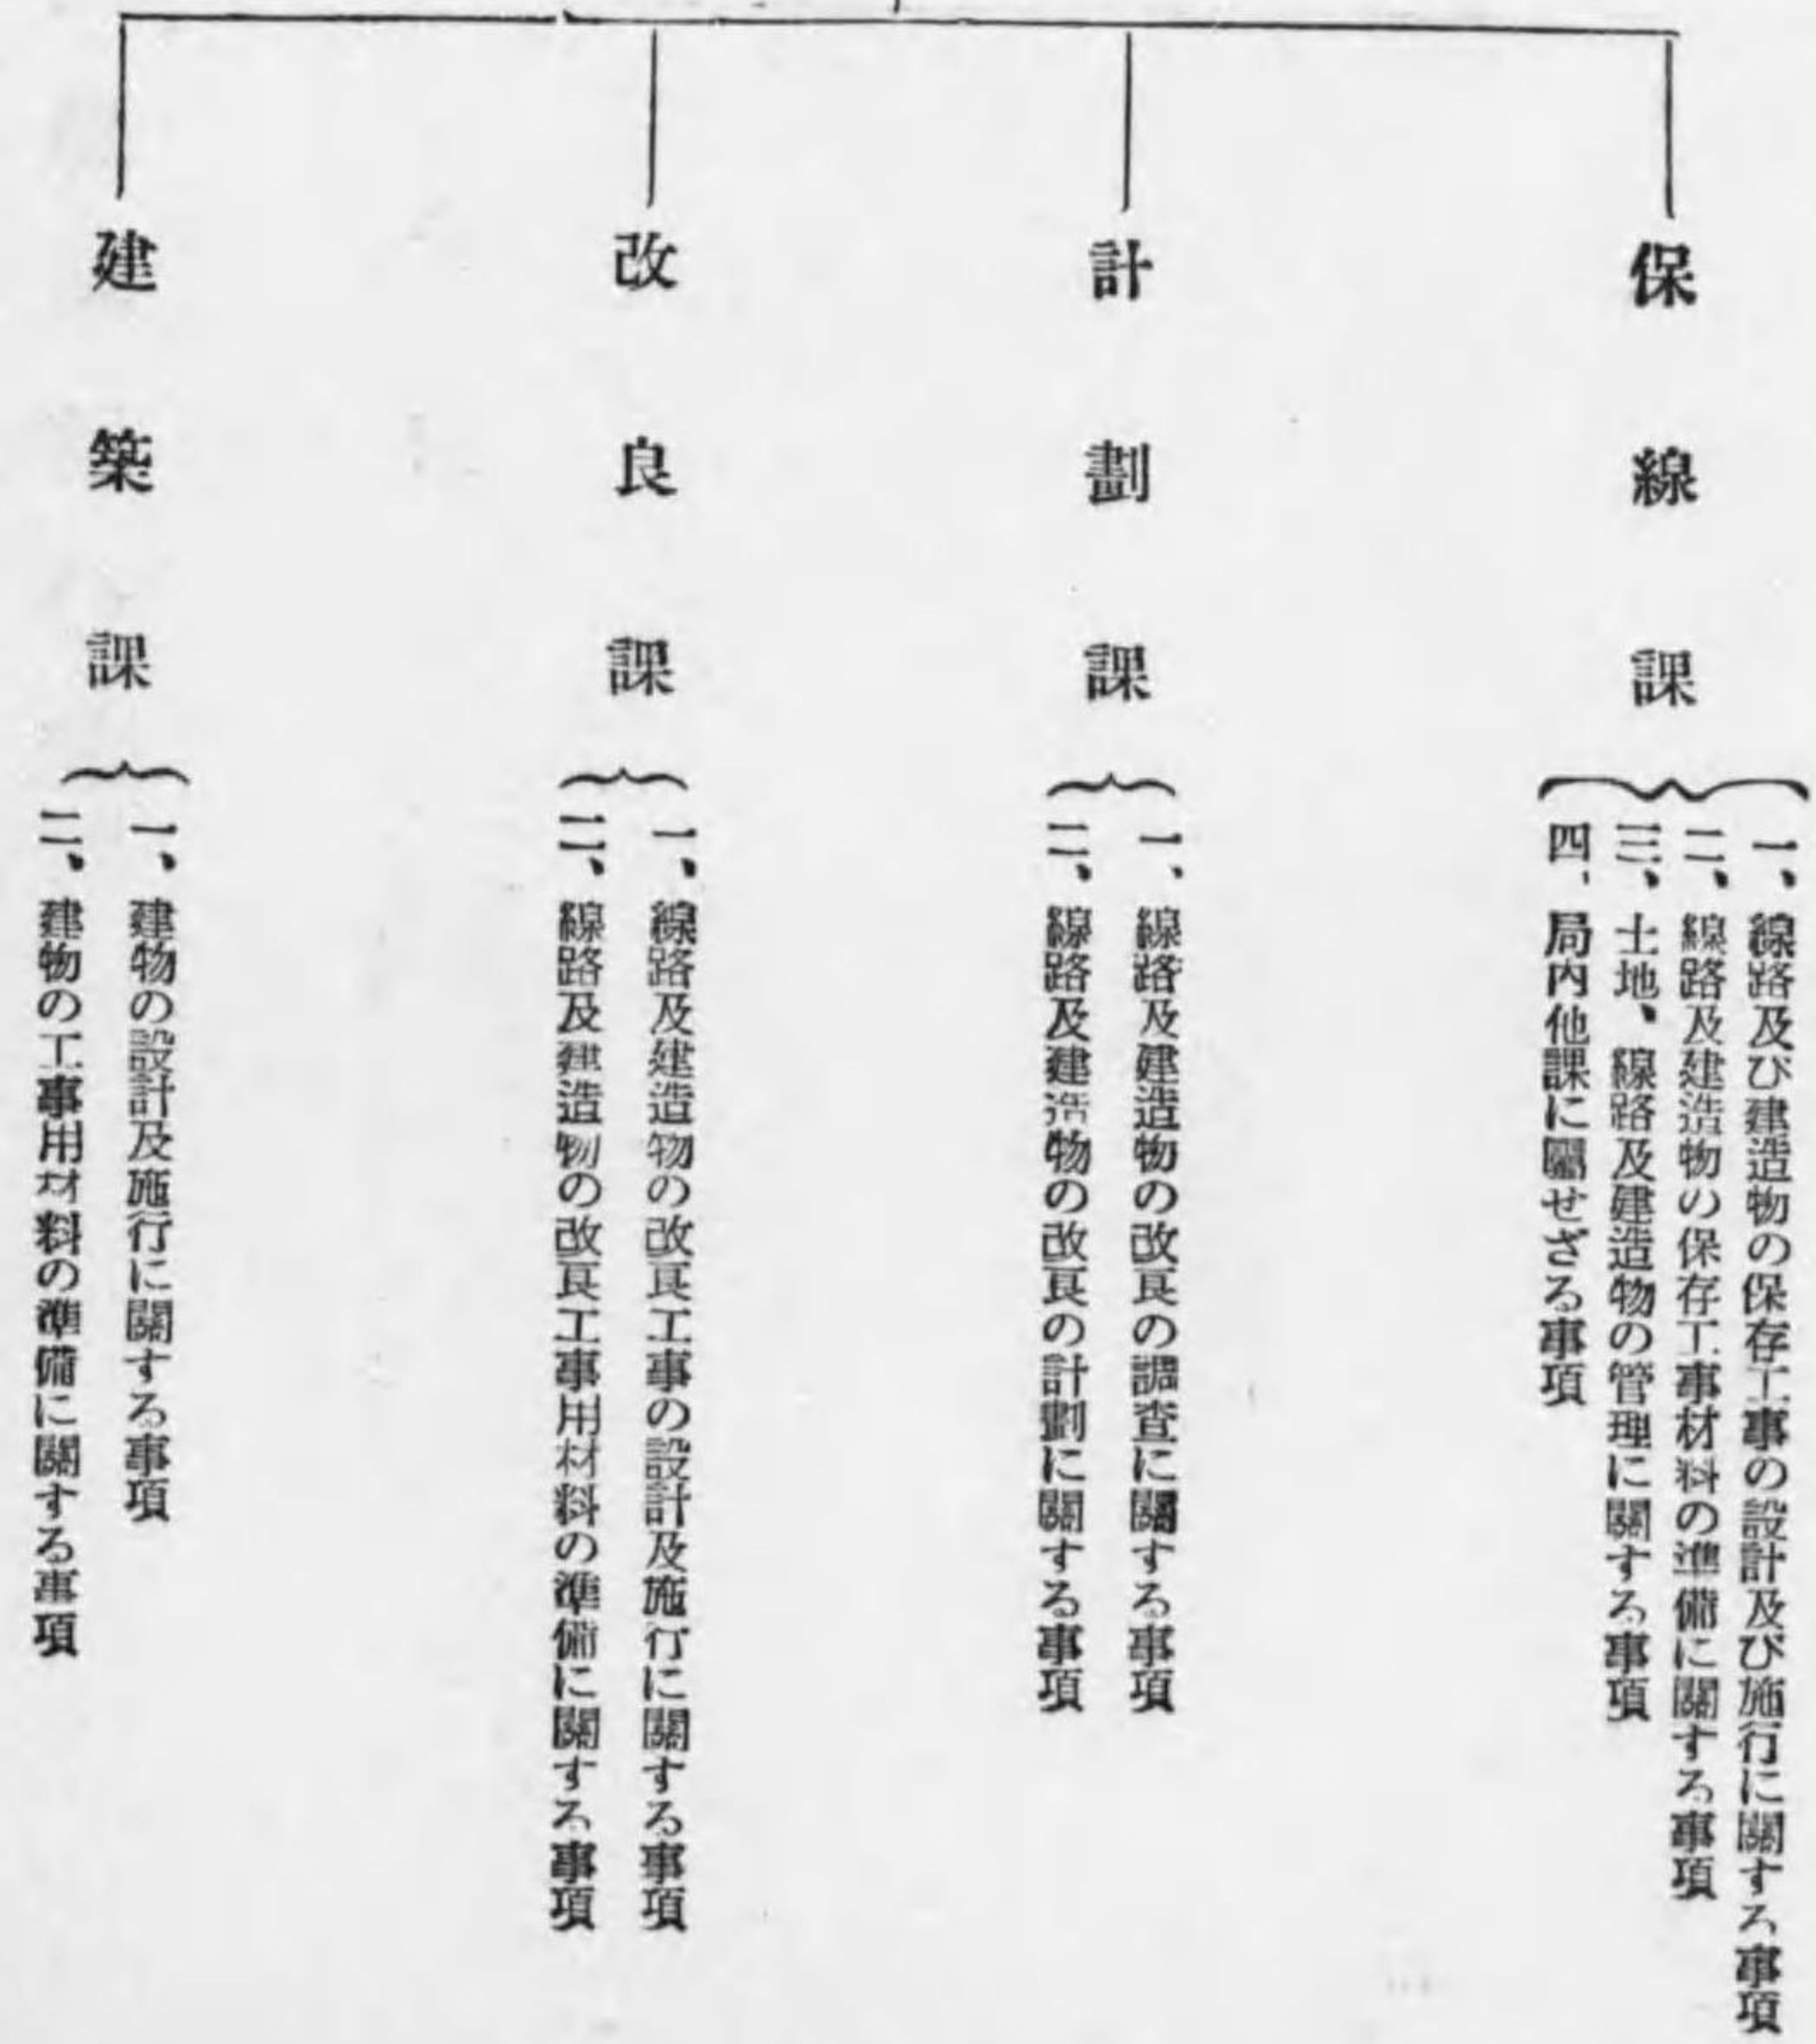 保線課
一、線路及び建造物の保存工事の設計及び施行に關する事項
二、線路及建造物の保存工事材料の準備に關する事項
三、土地、線路及建造物の管理に關する事項
四、局内他課に屬せざる事項
計劃課
一、線路及建造物の改良の調査に關する事項
二、線路及建造物の改良の計劃に關する事項
改良課
一、線路及建造物の改良工事の設計及施行に關する事項
二、線路及建造物の改良工事用材料の準備に關する事項
建築課
一、建物の設計及施行に關する事項
二、建物の工事用材料の準備に關する事項